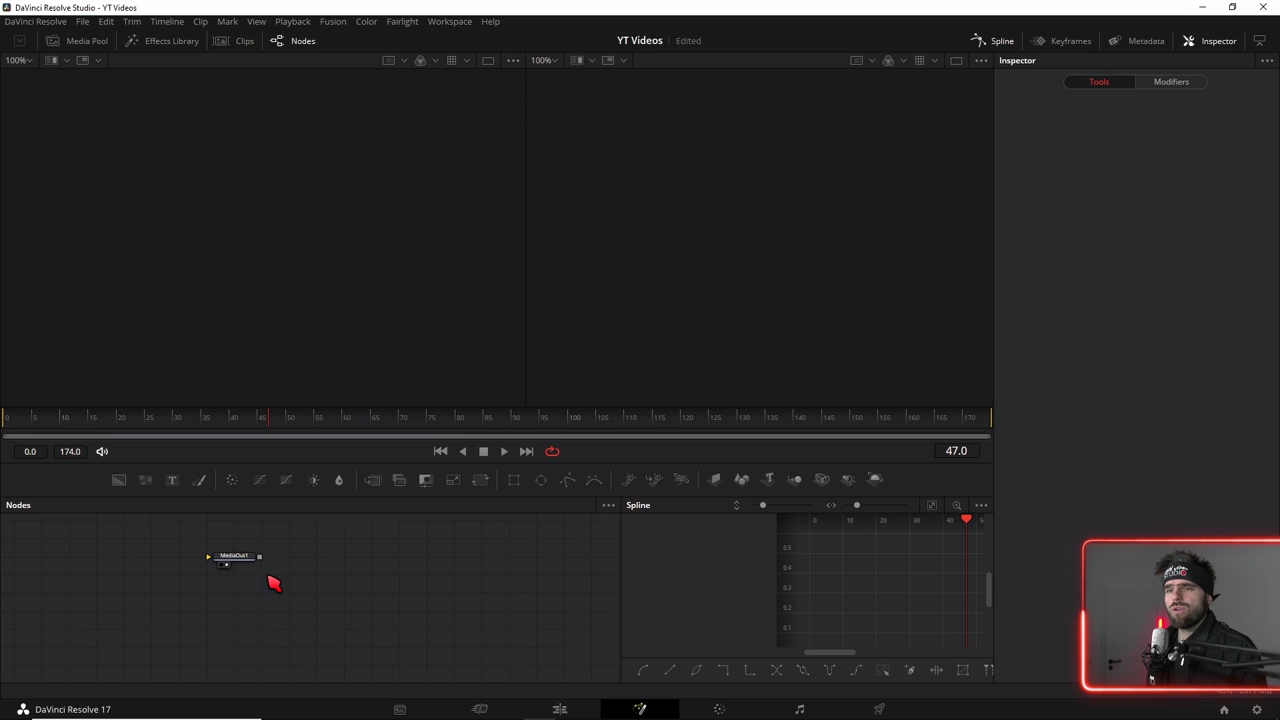 DaVinci Resolve Studio - YT Videos
DaVinci Resolve File Edit Trim Timeline Clip Mark View Playback Fusion Color Fairlight Workspace Help
Media Pool Effects Library Clips Nodes YT Videos Edited Spline Keyframes Metadata Inspector
100% 100% Inspector
Tools Modifiers
0 5 10 15 20 25 30 35 40 45 50 55 60 65 70 75 80 85 90 95 100 105 110 115 120 125 130 135 140 145 150 155 160 165 170
0.0 174.0 47.0
Nodes Spline
0 10 20 30 40 5
0.5
MediaOut1
0.4
0.3
0.2
0.1
STUDIO
DaVinci Resolve 17